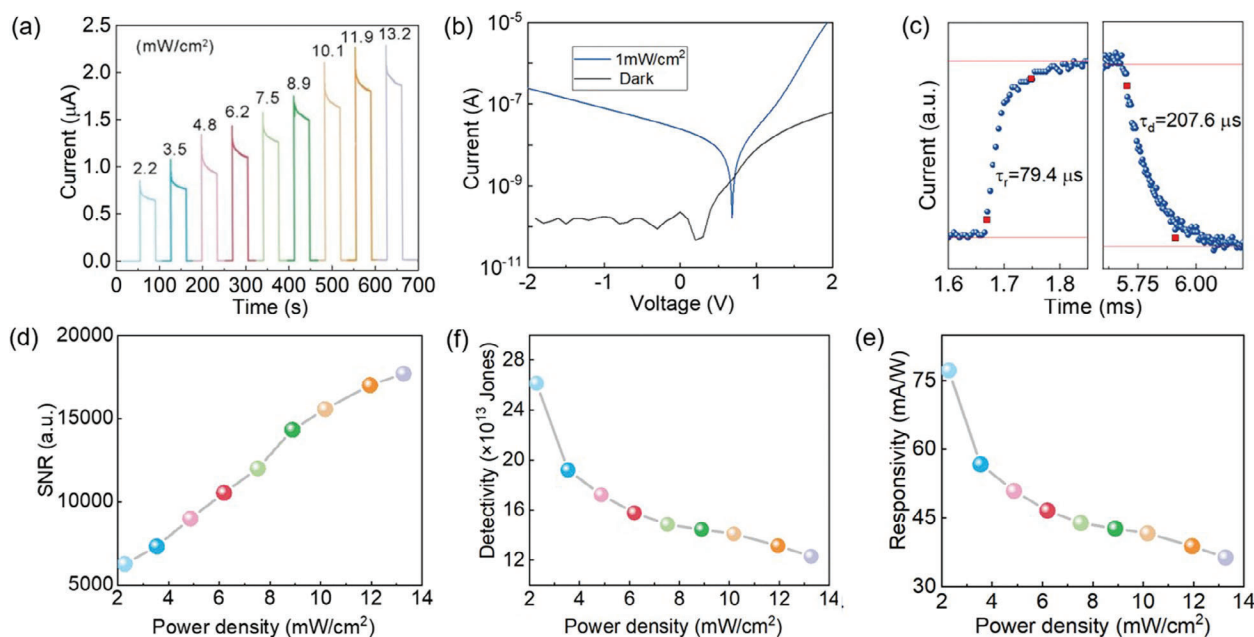 (a)
(mW/cm²)
2.2
3.5
4.8
6.2
7.5
8.9
10.1
11.9
13.2
Current (μA)
2.5
2.0
1.5
1.0
0.5
0.0
0 100 200 300 400 500 600 700
Time (s)
(b)
1mW/cm²
Dark
Current (A)
10⁻⁵
10⁻⁷
10⁻⁹
10⁻¹¹
-2 -1 0 1 2
Voltage (V)
(c)
Current (a.u.)
τr=79.4 μs
τd=207.6 μs
1.6 1.7 1.8 5.75 6.00
Time (ms)
(d)
SNR (a.u.)
20000
15000
10000
5000
2 4 6 8 10 12 14
Power density (mW/cm²)
(f)
Detectivity (×10¹³ Jones)
28
24
20
16
12
2 4 6 8 10 12 14
Power density (mW/cm²)
(e)
Responsivity (mA/W)
75
60
45
30
2 4 6 8 10 12 14
Power density (mW/cm²)